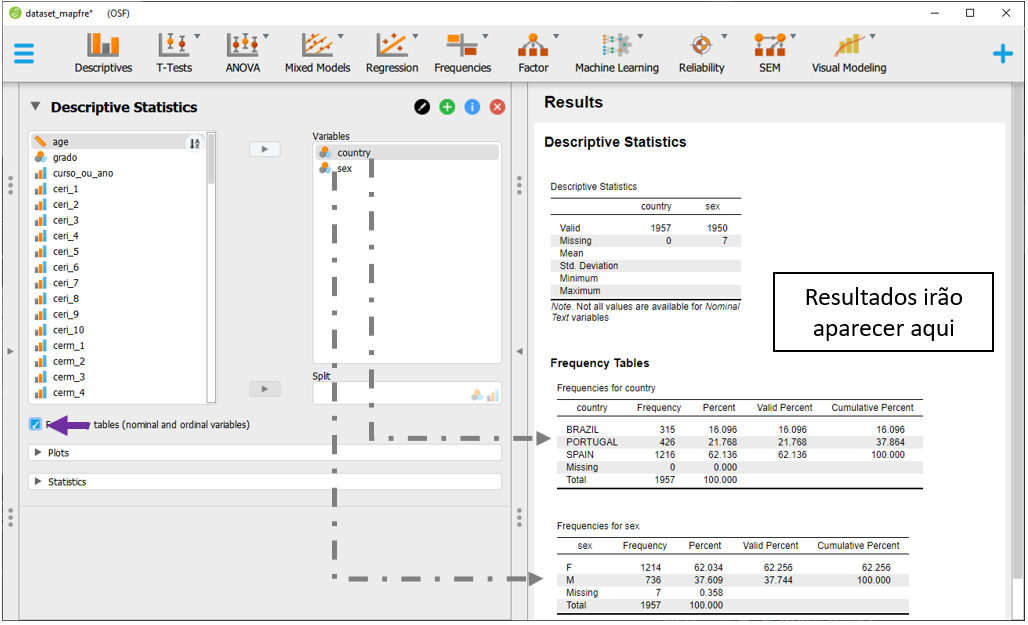 dataset_mapfre* (OSF)
Descriptives T-Tests ANOVA Mixed Models Regression Frequencies Factor Machine Learning Reliability SEM Visual Modeling
Descriptive Statistics
age
grado
curso_ou_ano
ceri_1
ceri_2
ceri_3
ceri_4
ceri_5
ceri_6
ceri_7
ceri_8
ceri_9
ceri_10
cerm_1
cerm_2
cerm_3
cerm_4
Variables
country
sex
Split
tables (nominal and ordinal variables)
Plots
Statistics
Results
Descriptive Statistics
Descriptive Statistics
country sex
Valid 1957 1950
Missing 0 7
Mean
Std. Deviation
Minimum
Maximum
Note. Not all values are available for Nominal
Text variables
Resultados irão
aparecer aqui
Frequency Tables
Frequencies for country
country Frequency Percent Valid Percent Cumulative Percent
BRAZIL 315 16.096 16.096 16.096
PORTUGAL 426 21.768 21.768 37.864
SPAIN 1216 62.136 62.136 100.000
Missing 0 0.000
Total 1957 100.000
Frequencies for sex
sex Frequency Percent Valid Percent Cumulative Percent
F 1214 62.034 62.256 62.256
M 736 37.609 37.744 100.000
Missing 7 0.358
Total 1957 100.000